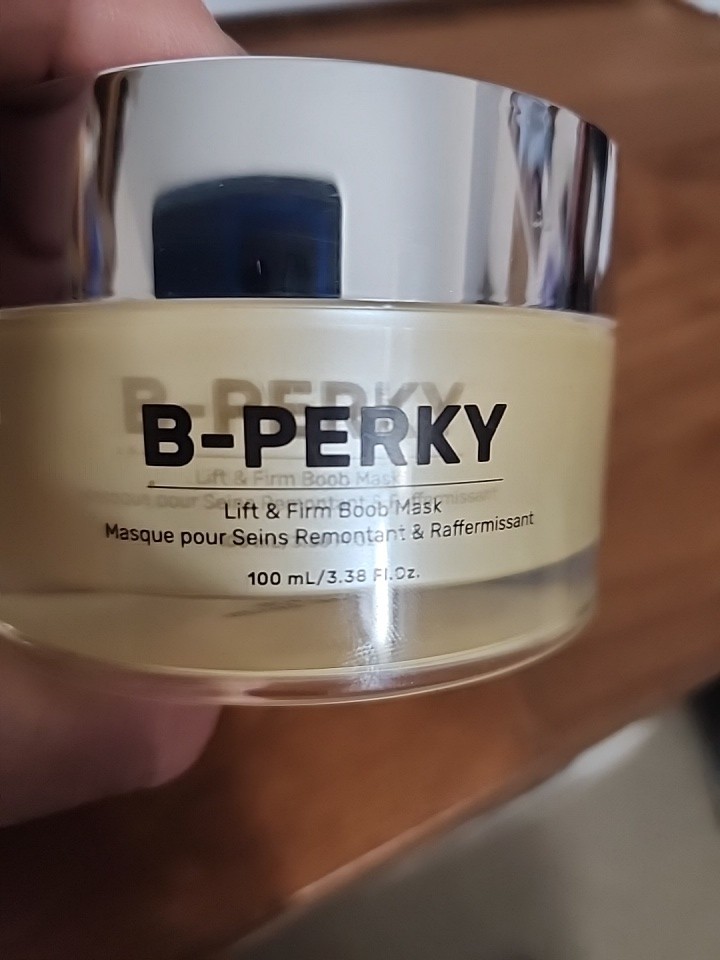 B-PERKY
Lift & Firm Boob Mask
Masque pour Seins Remontant & Raffermissant
100 mL/3.38 Fl.Oz.